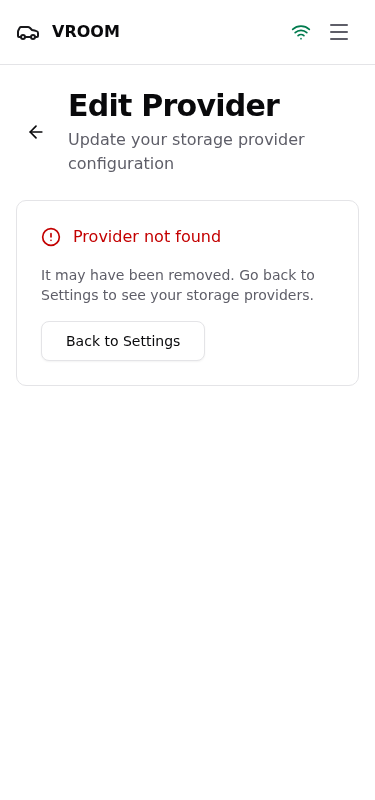 VROOM
Edit Provider
Update your storage provider
configuration
Provider not found
It may have been removed. Go back to
Settings to see your storage providers.
Back to Settings